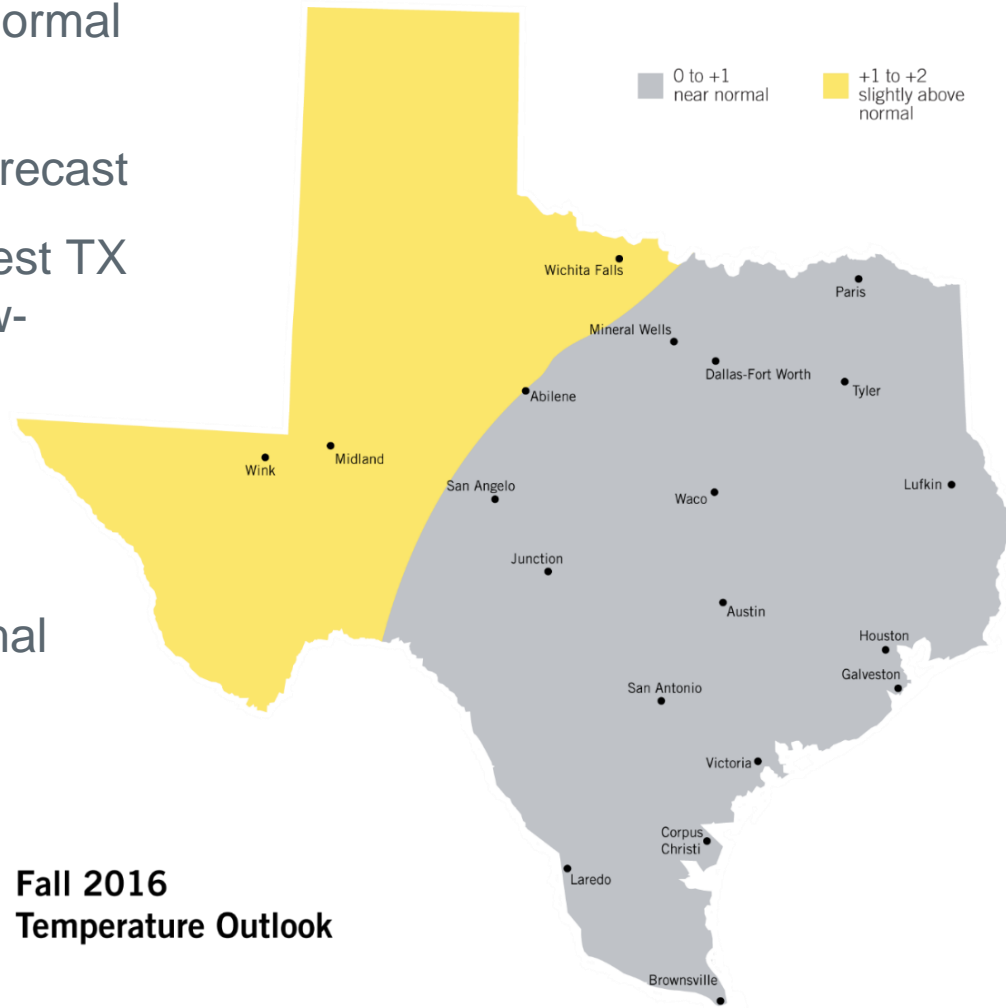 ormal
recast
est TX
w-
nal
0 to +1
near normal
+1 to +2
slightly above
normal
Wichita Falls
Paris
Mineral Wells
Dallas-Fort Worth
Tyler
Abilene
Wink
Midland
San Angelo
Waco
Lufkin
Junction
Austin
Houston
Galveston
San Antonio
Victoria
Corpus
Christi
Laredo
Brownsville
Fall 2016
Temperature Outlook